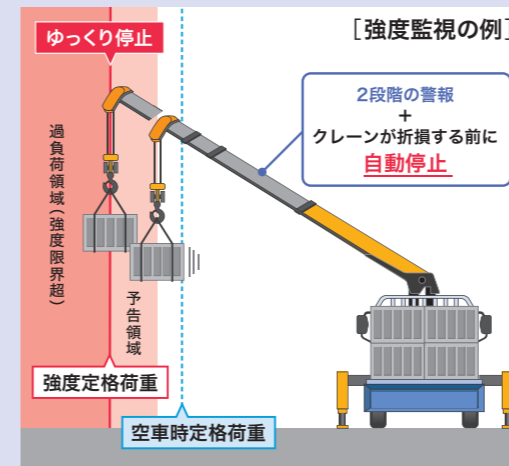 [強度監視の例]
ゆっくり停止
2段階の警報
+
クレーンが折損する前に
自動停止
過負荷領域(強度限界超)
予告領域
強度定格荷重
空車時定格荷重